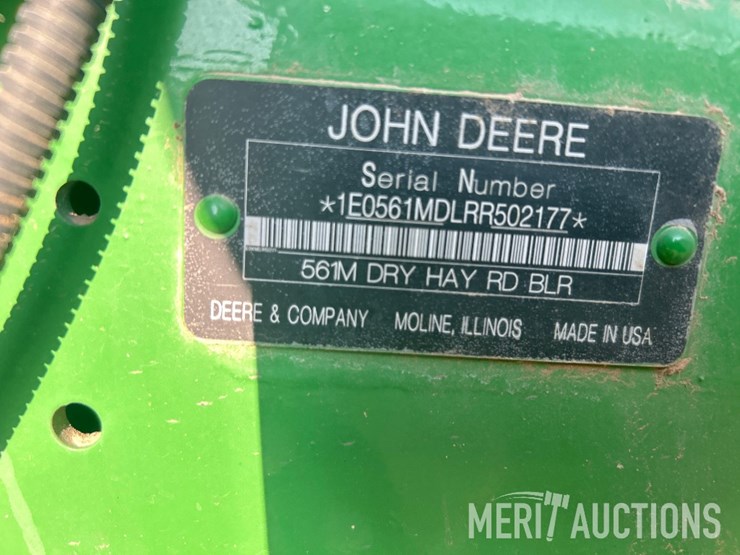 JOHN DEERE
Serial Number
*1E0561MDLRR502177*
561M DRY HAY RD BLR
DEERE & COMPANY MOLINE, ILLINOIS MADE IN USA
MERIT AUCTIONS